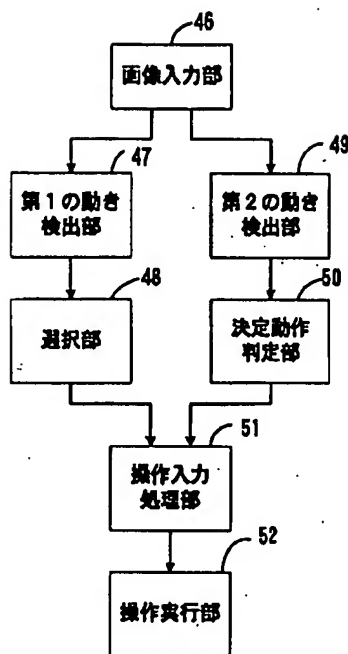 46
画像入力部
47
第1の動き
検出部
49
第2の動き
検出部
48
選択部
50
決定動作
判定部
51
操作入力
処理部
52
操作実行部